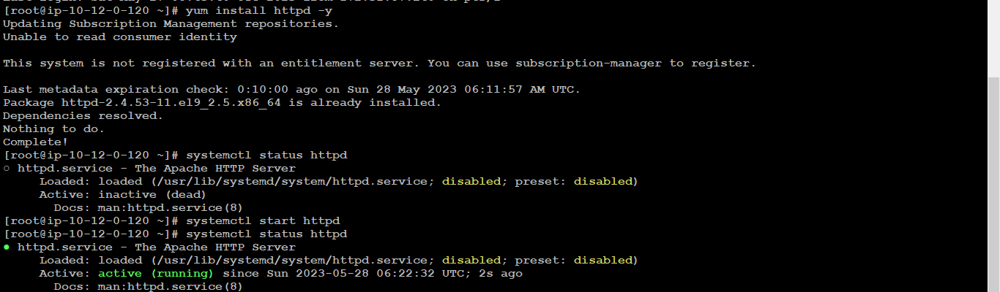 [root@ip-10-12-0-120 ~]# yum install httpd -y
Updating Subscription Management repositories.
Unable to read consumer identity
This system is not registered with an entitlement server. You can use subscription-manager to register.
Last metadata expiration check: 0:10:00 ago on Sun 28 May 2023 06:11:57 AM UTC.
Package httpd-2.4.53-11.el9_2.5.x86_64 is already installed.
Dependencies resolved.
Nothing to do.
Complete!
[root@ip-10-12-0-120 ~]# systemctl status httpd
○ httpd.service - The Apache HTTP Server
Loaded: loaded (/usr/lib/systemd/system/httpd.service; disabled; preset: disabled)
Active: inactive (dead)
Docs: man:httpd.service(8)
[root@ip-10-12-0-120 ~]# systemctl start httpd
[root@ip-10-12-0-120 ~]# systemctl status httpd
● httpd.service - The Apache HTTP Server
Loaded: loaded (/usr/lib/systemd/system/httpd.service; disabled; preset: disabled)
Active: active (running) since Sun 2023-05-28 06:22:32 UTC; 2s ago
Docs: man:httpd.service(8)